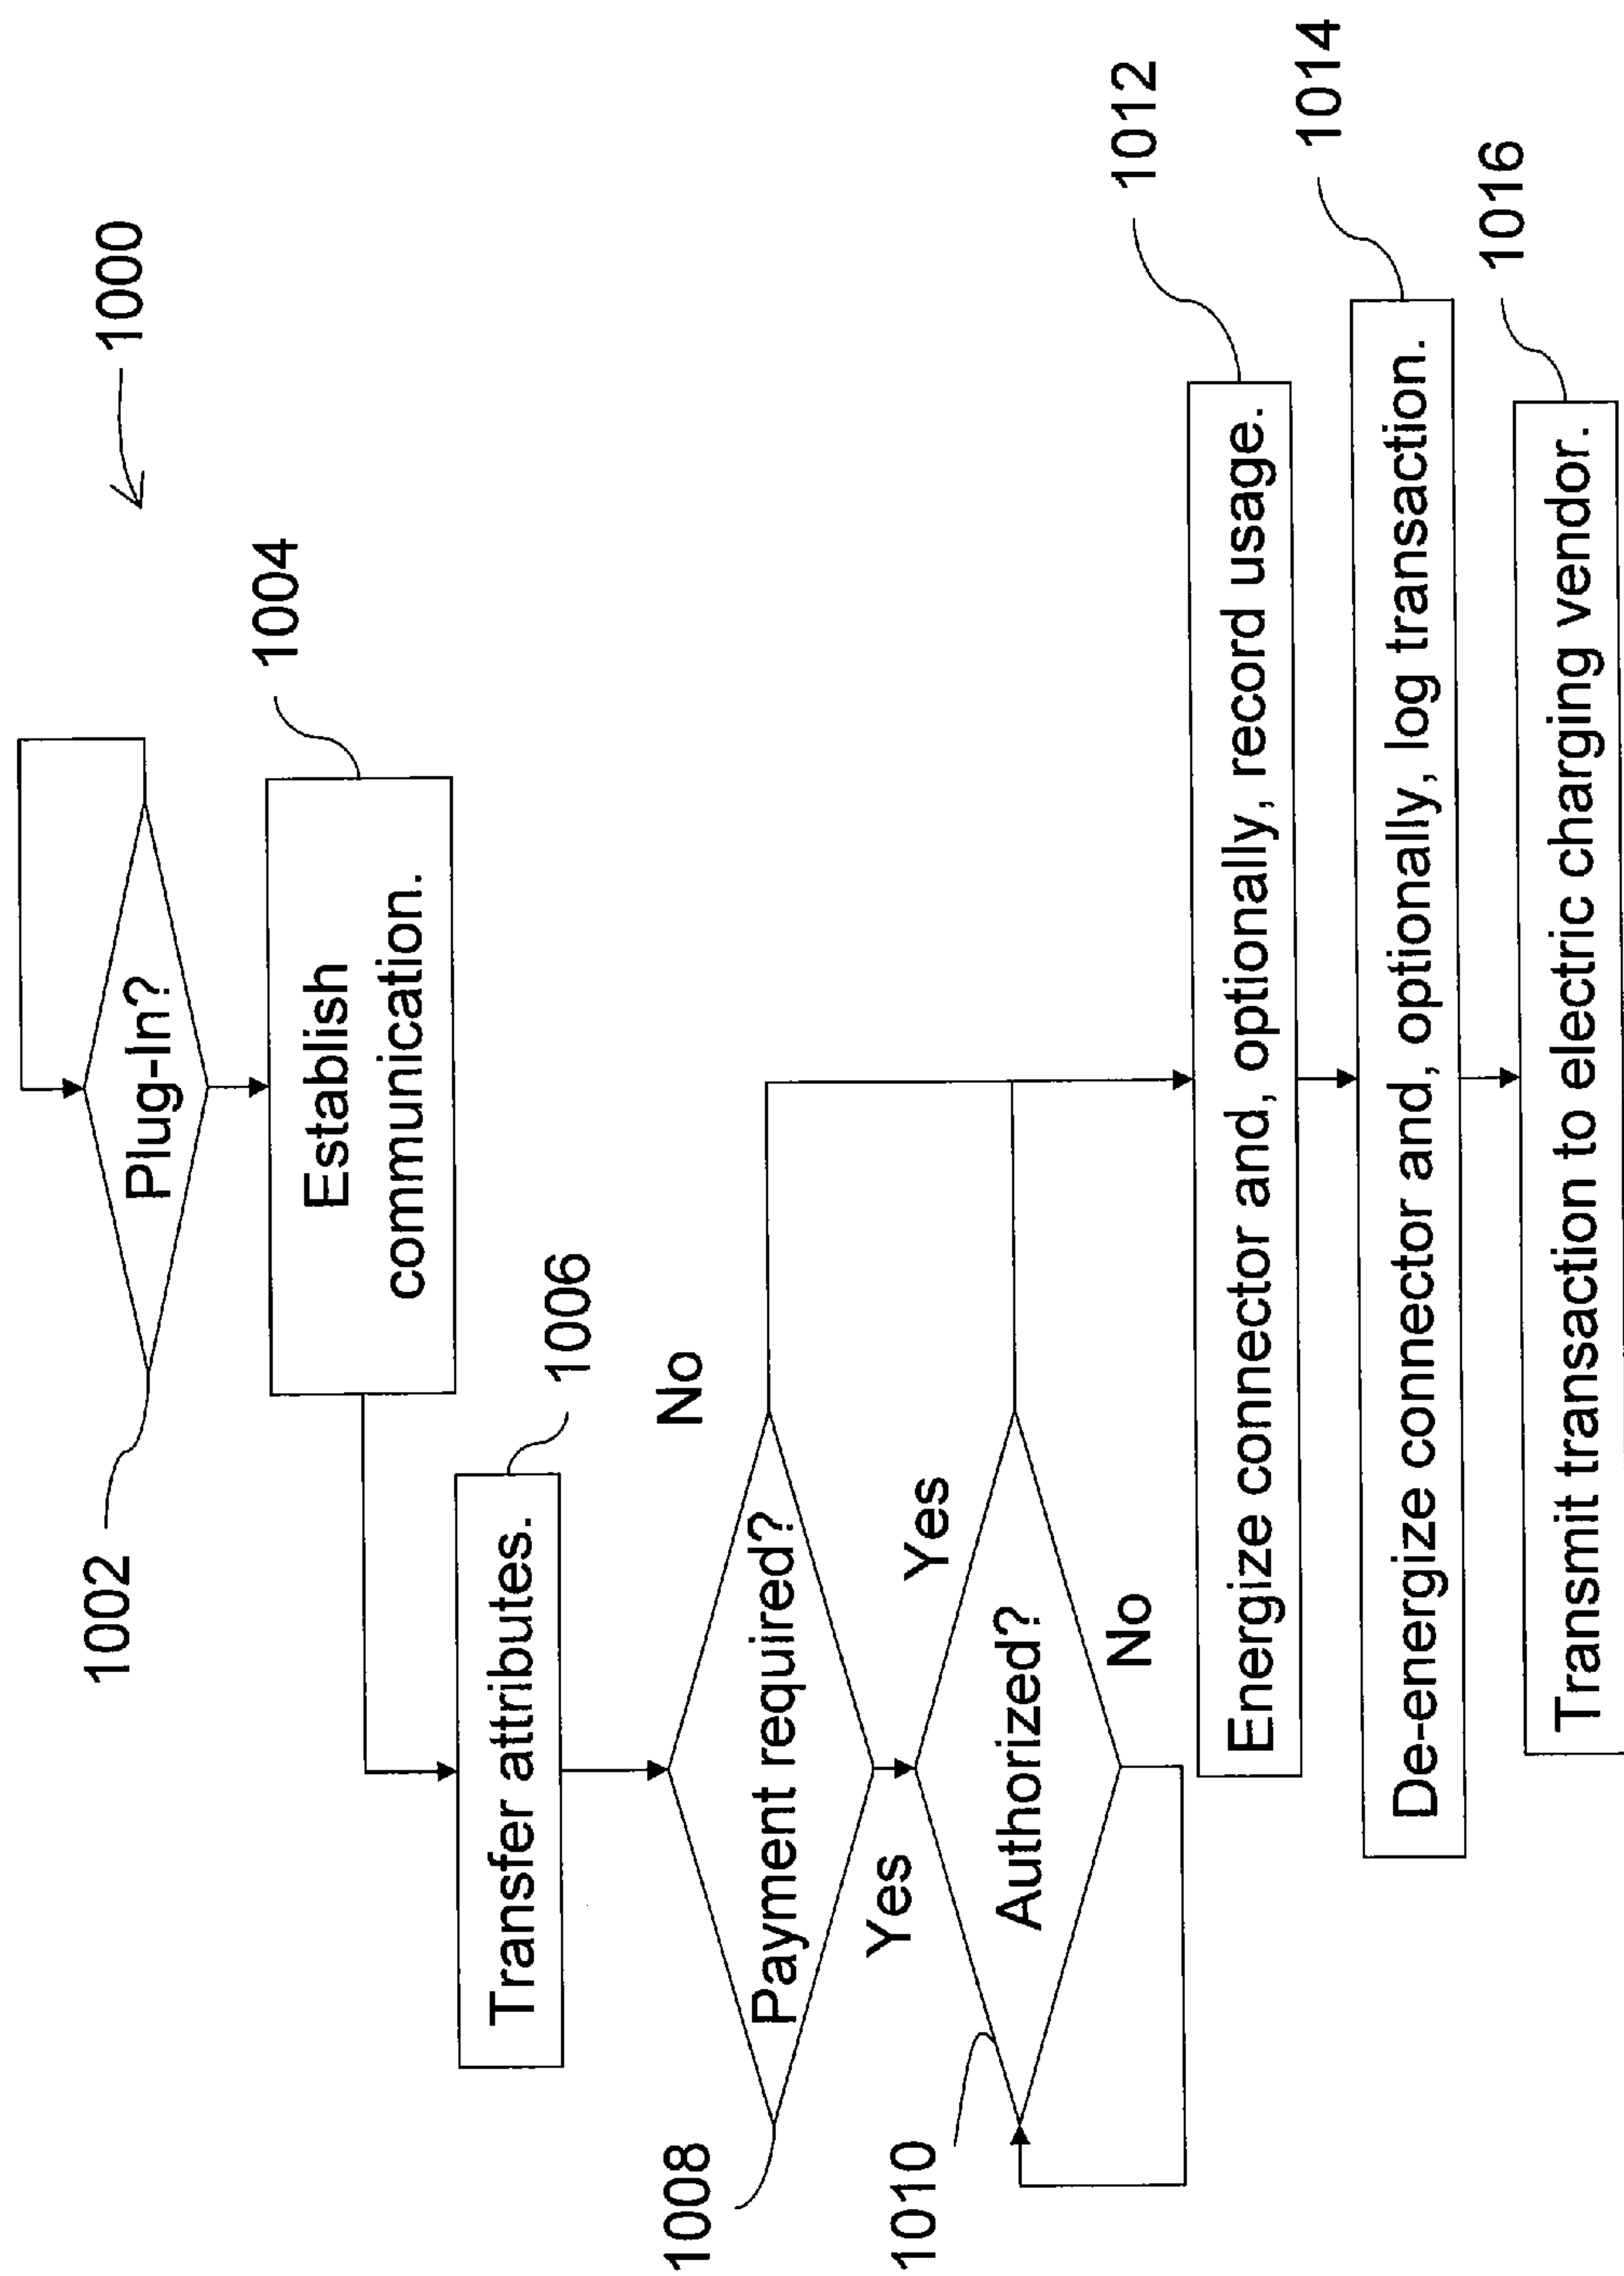 1000
1002
Plug-In?
1004
Establish
communication.
1006
Transfer attributes.
1008
Payment required?
No
Yes
1010
Authorized?
Yes
No
1012
Energize connector and, optionally, record usage.
1014
De-energize connector and, optionally, log transaction.
1016
Transmit transaction to electric charging vendor.